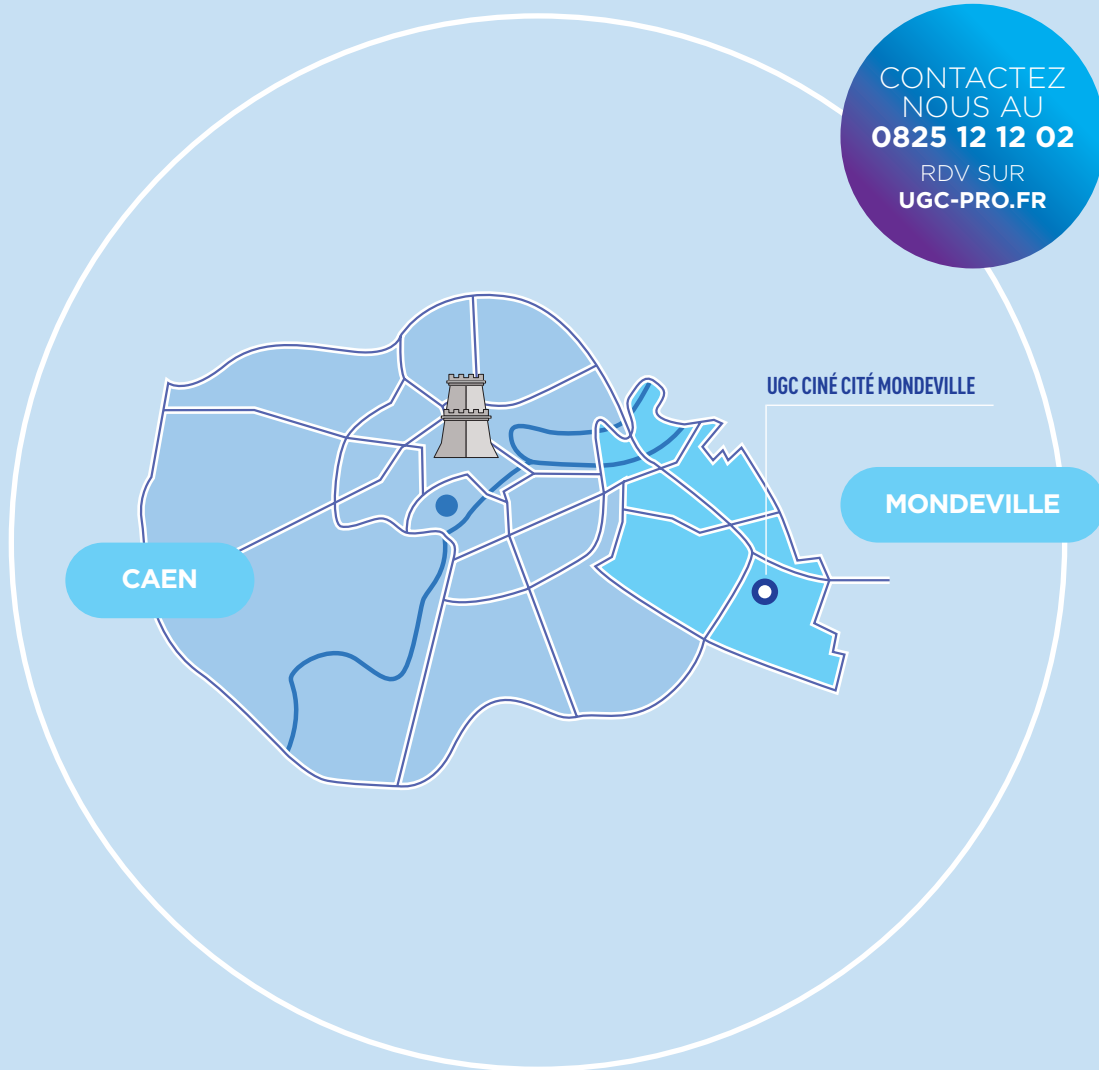 CONTACTEZ
NOUS AU
0825 12 12 02
RDV SUR
UGC-PRO.FR
UGC CINÉ CITÉ MONDEVILLE
MONDEVILLE
CAEN